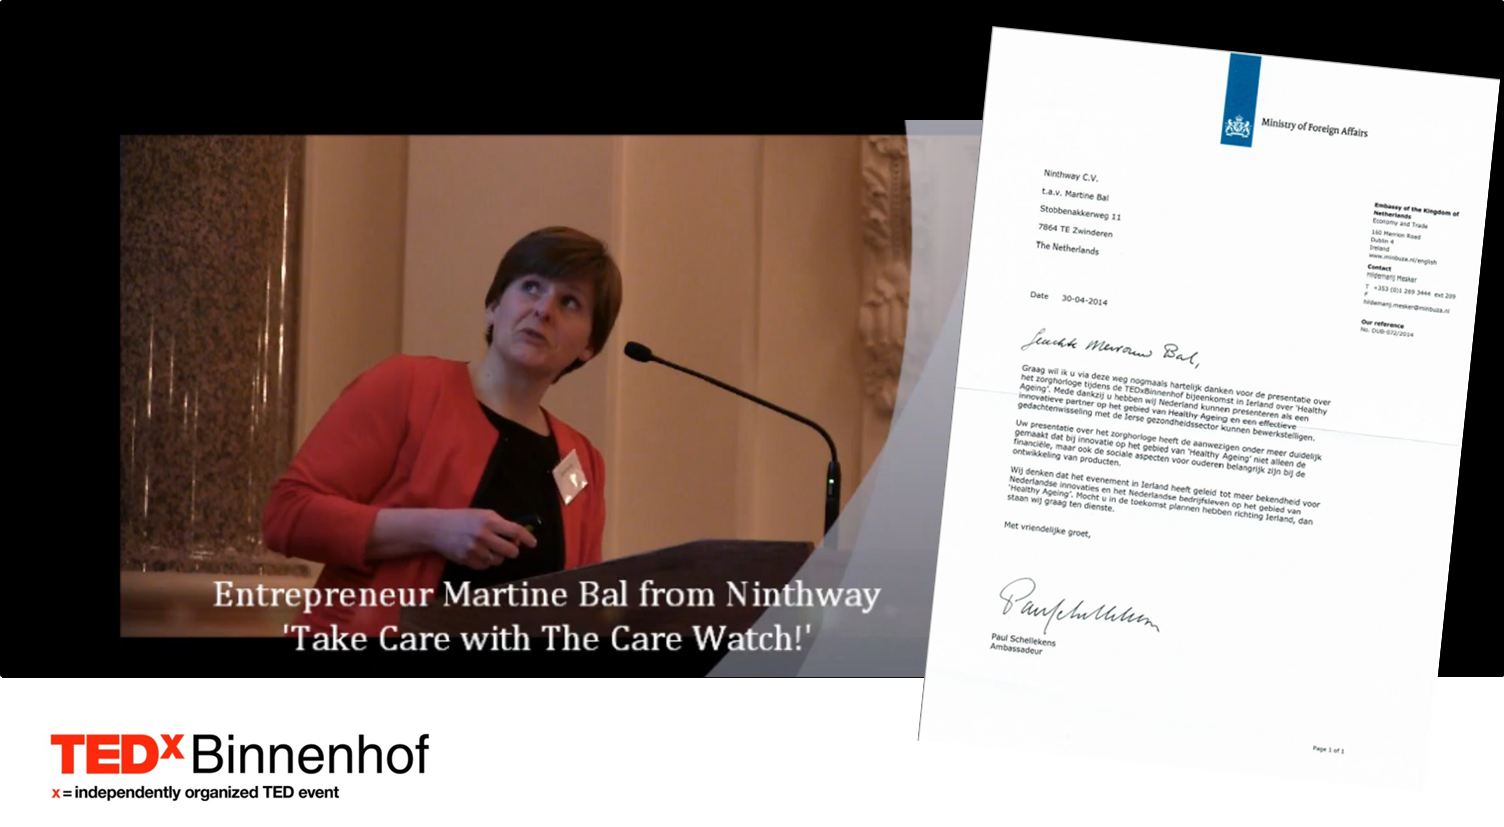 Entrepreneur Martine Bal from Ninthway
'Take Care with The Care Watch!'
TEDx Binnenhof
x = independently organized TED event
Ministry of Foreign Affairs
Ninthway C.V.
t.a.v. Martine Bal
Stobbenakkerweg 11
7864 TE Zwinderen
The Netherlands
Embassy of the Kingdom of
Netherlands
Economy and Trade
160 Merrion Road
Dublin 4
Ireland
www.minbuza.nl/english
Contact
Hildemarij Mesker
T +353 (0)1 269 3444 ext 209
F
hildemarij.mesker@minbuza.nl
Our reference
No. DUB-072/2014
Date 30-04-2014
Geachte Mevrouw Bal,
Graag wil ik u via deze weg nogmaals hartelijk danken voor de presentatie over
het zorghorloge tijdens de TEDxBinnenhof bijeenkomst in Ierland over 'Healthy
Ageing'. Mede dankzij u hebben wij Nederland kunnen presenteren als een
innovatieve partner op het gebied van Healthy Ageing en een effectieve
gedachtenwisseling met de Ierse gezondheidssector kunnen bewerkstelligen.
Uw presentatie over het zorghorloge heeft de aanwezigen onder meer duidelijk
gemaakt dat bij innovatie op het gebied van 'Healthy Ageing' niet alleen de
financiële, maar ook de sociale aspecten voor ouderen belangrijk zijn bij de
ontwikkeling van producten.
Wij denken dat het evenement in Ierland heeft geleid tot meer bekendheid voor
Nederlandse innovaties en het Nederlandse bedrijfsleven op het gebied van
'Healthy Ageing'. Mocht u in de toekomst plannen hebben richting Ierland, dan
staan wij graag ten dienste.
Met vriendelijke groet,
Paul Schellekens
Paul Schellekens
Ambassadeur
Page 1 of 1